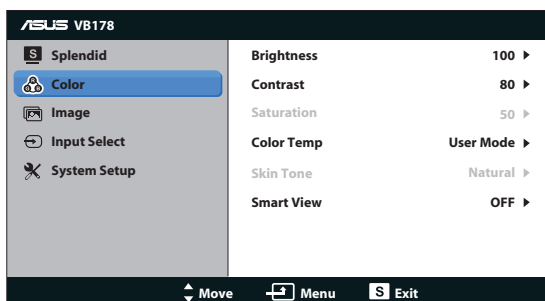 ASUS VB178
S Splendid
Color
Image
Input Select
System Setup
Brightness 100
Contrast 80
Saturation 50
Color Temp User Mode
Skin Tone Natural
Smart View OFF
Move Menu S Exit